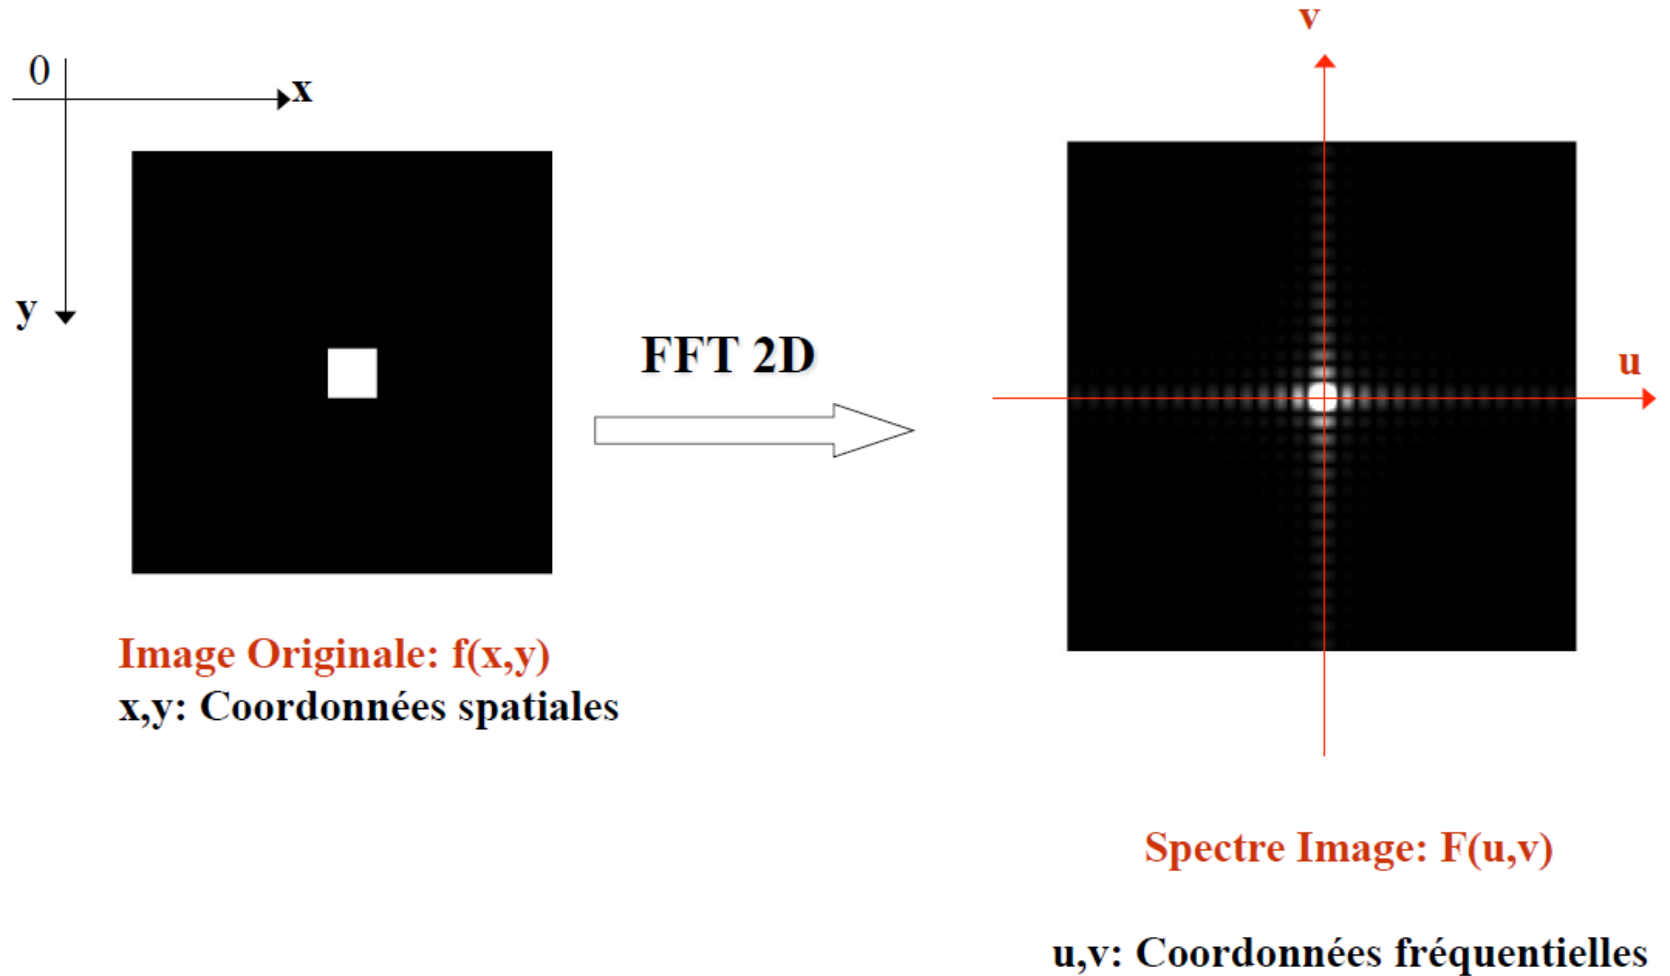 0
x
y
FFT 2D
v
u
Image Originale: f(x,y)
x,y: Coordonnées spatiales
Spectre Image: F(u,v)
u,v: Coordonnées fréquentielles